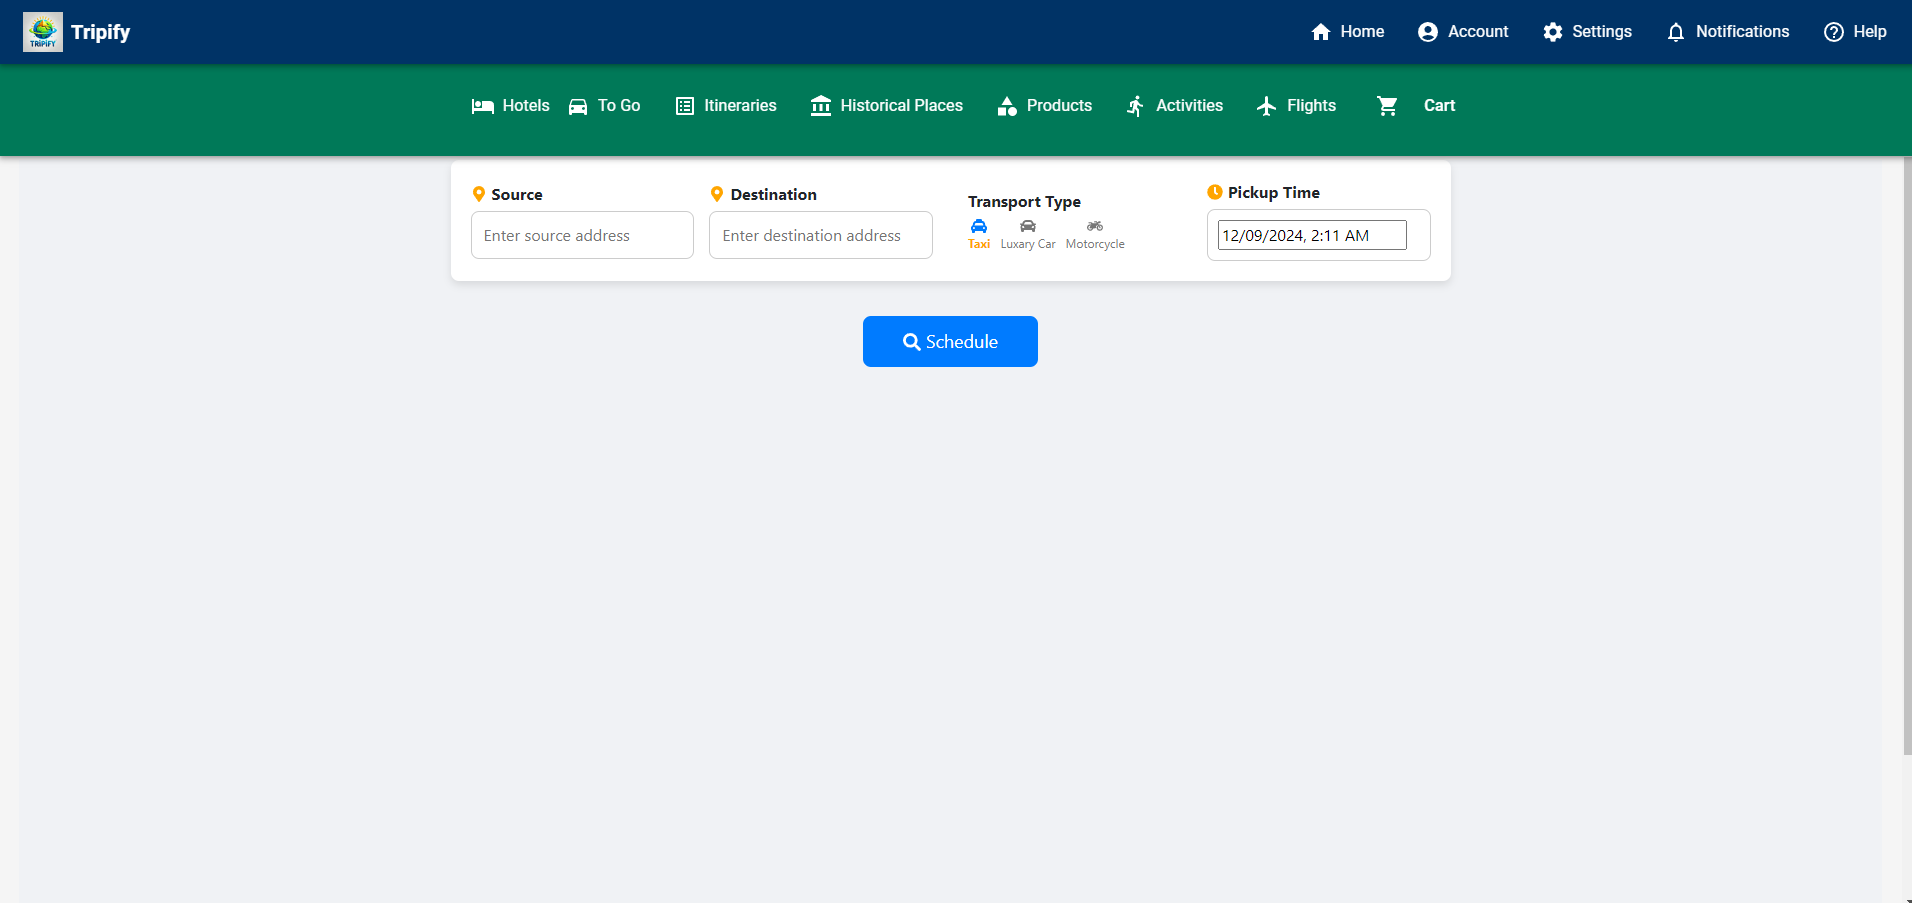 TRIPIFY
Tripify
Home
Account
Settings
Notifications
Help
Hotels
To Go
Itineraries
Historical Places
Products
Activities
Flights
Cart
Source
Enter source address
Destination
Enter destination address
Transport Type
Taxi
Luxary Car
Motorcycle
Pickup Time
12/09/2024, 2:11 AM
Schedule